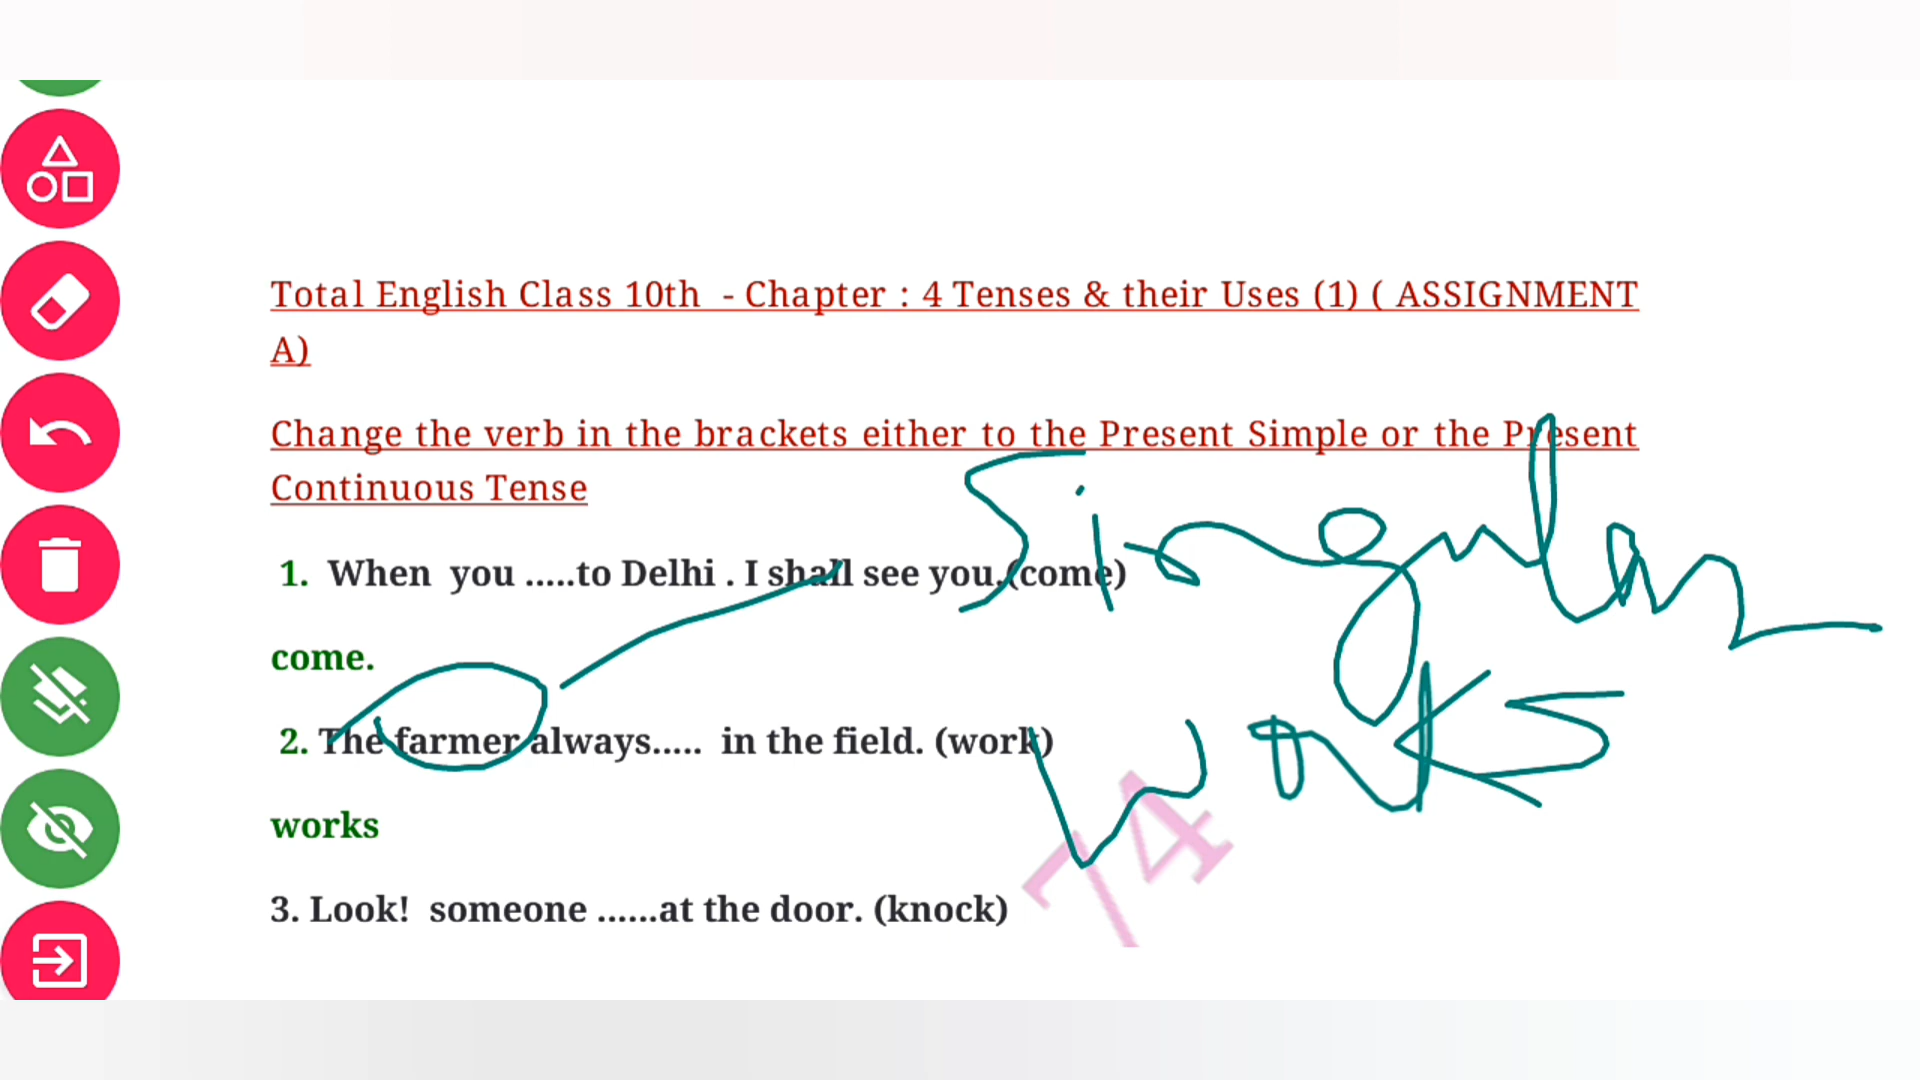 Total English Class 10th - Chapter : 4 Tenses & their Uses (1) ( ASSIGNMENT
A)
Change the verb in the brackets either to the Present Simple or the Present
Continuous Tense
Singular
1. When you .....to Delhi . I shall see you.(come)
come.
2. The farmer always..... in the field. (work)
works
works
3. Look! someone ......at the door. (knock)
74